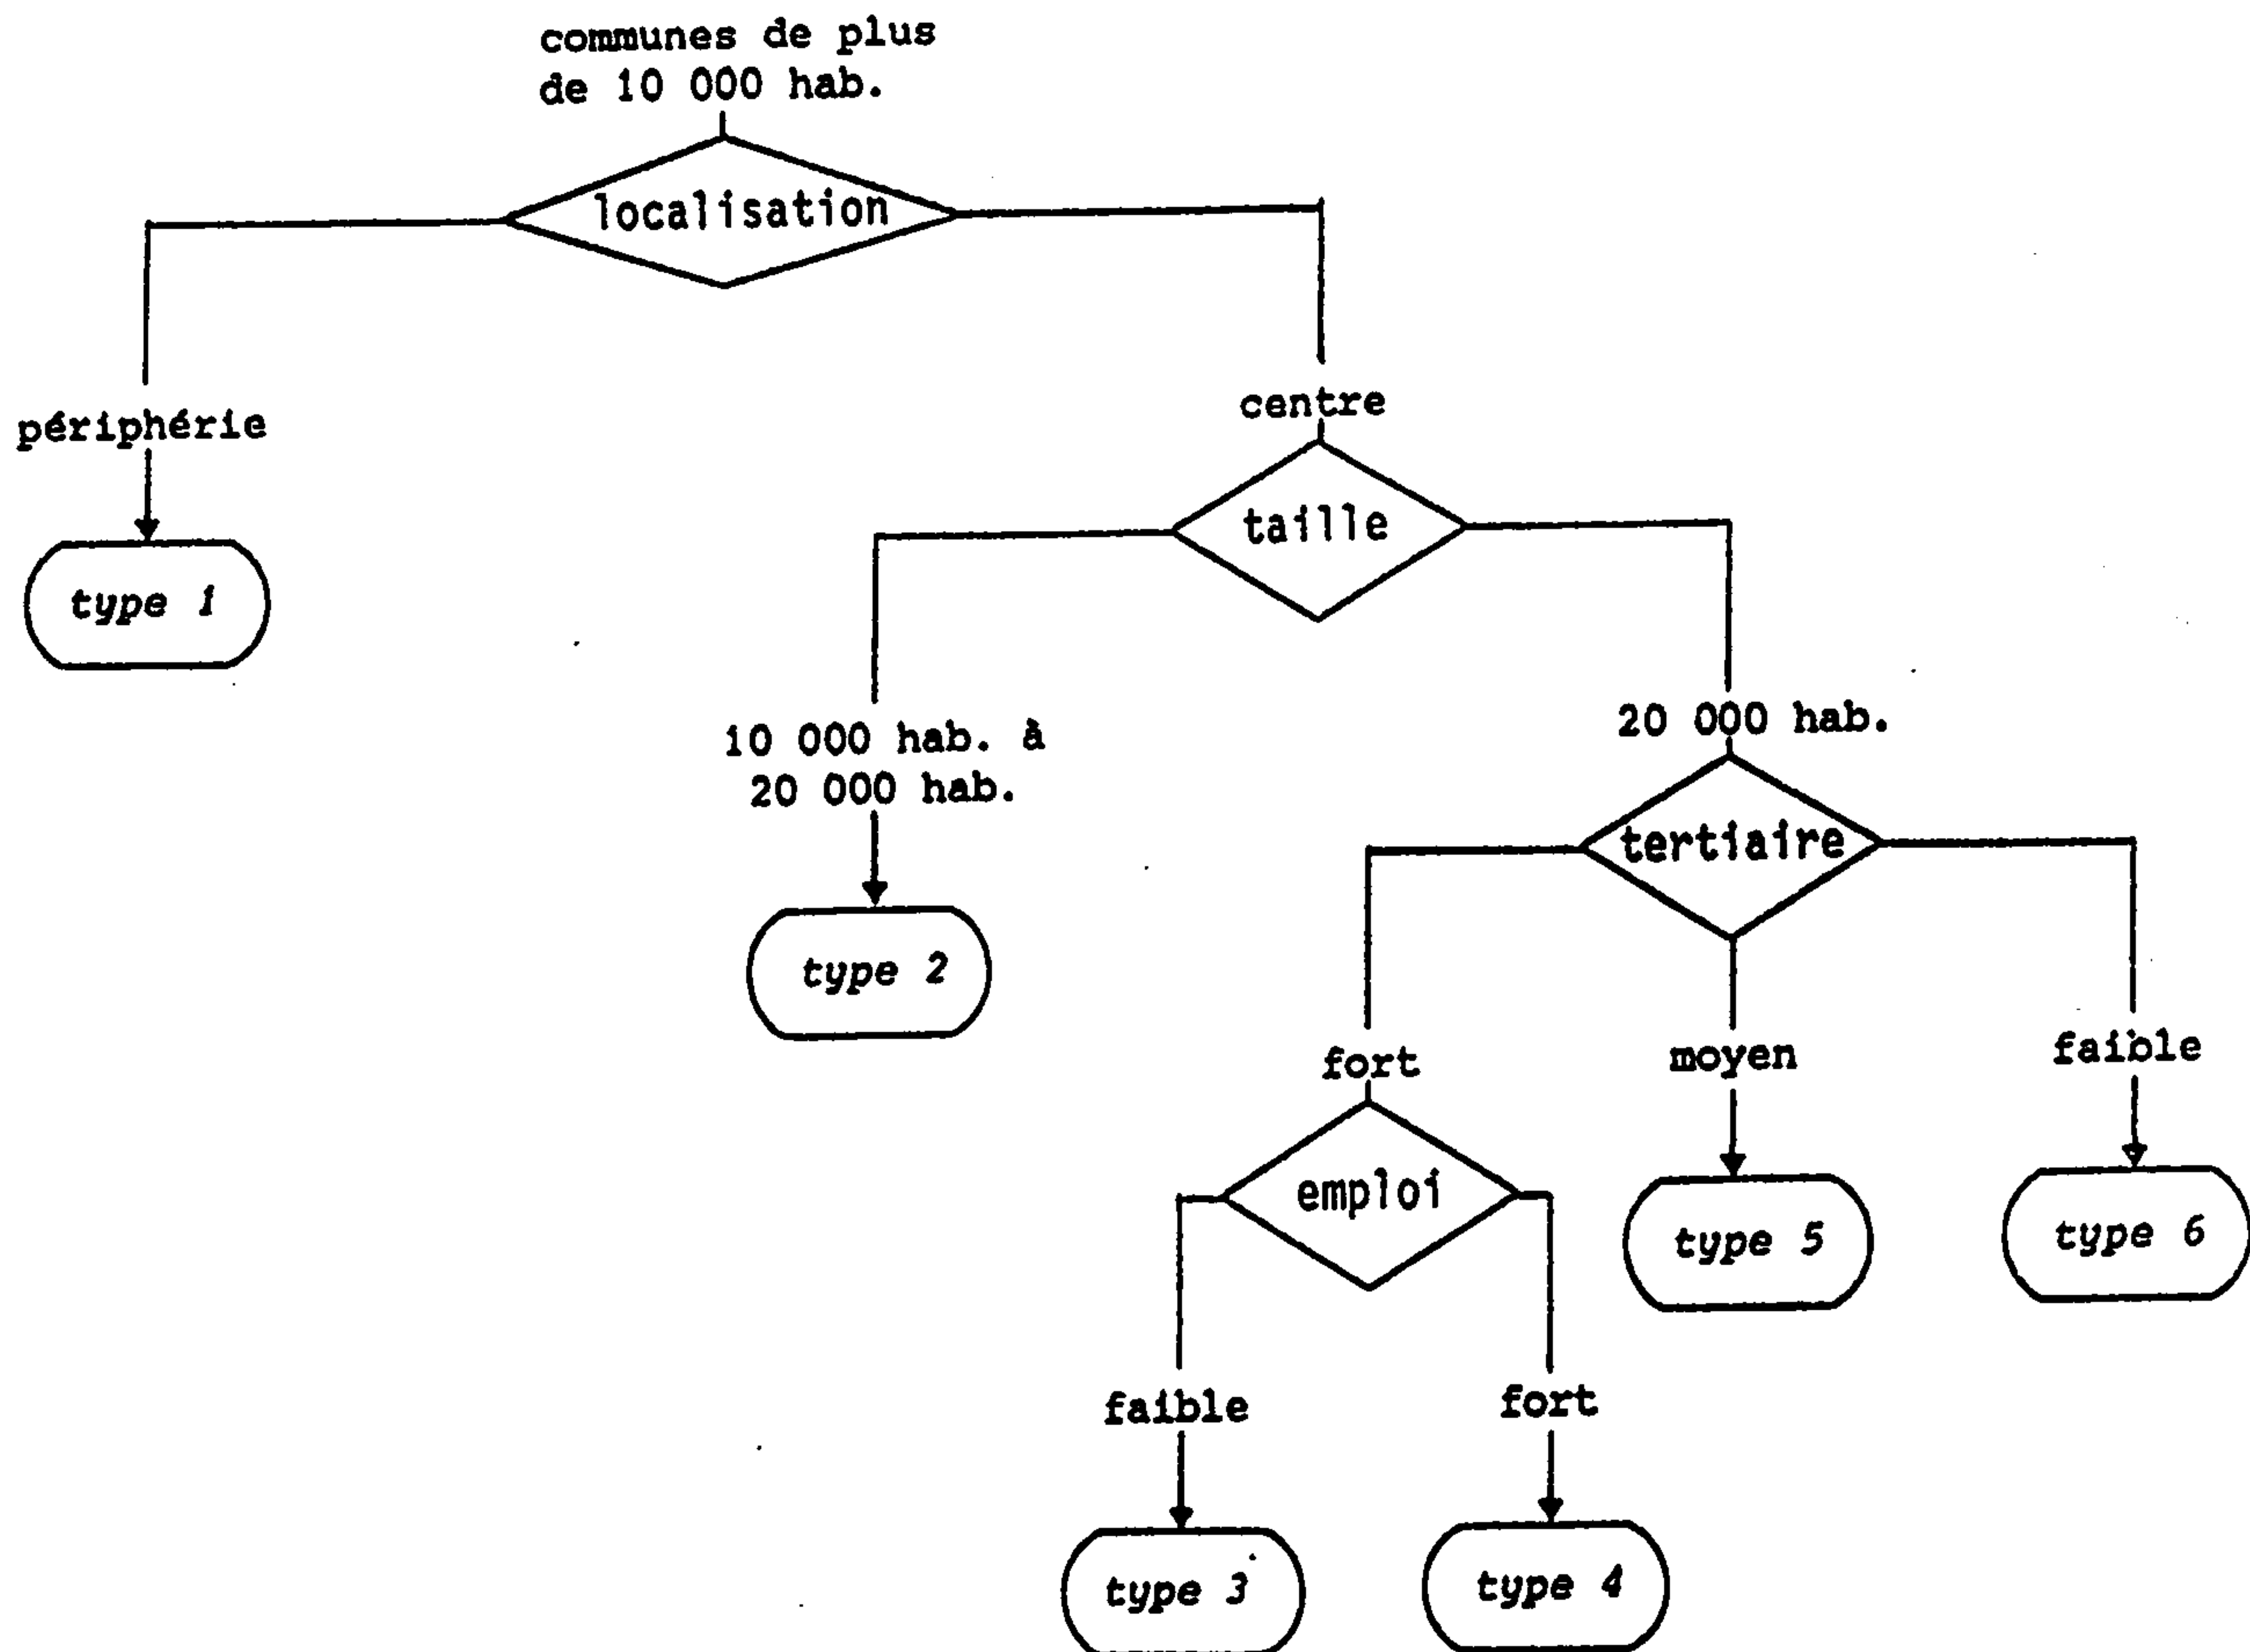 communes de plus
de 10 000 hab.
localisation
périphérie
centre
type 1
taille
10 000 hab. à
20 000 hab.
20 000 hab.
tertiaire
type 2
fort
moyen
faible
emploi
type 5
type 6
faible
fort
type 3
type 4